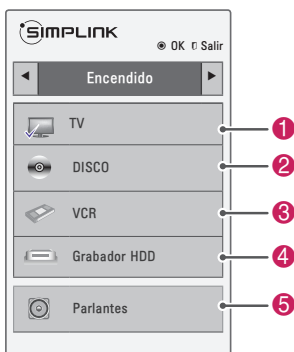 SIMPLINK
OK Salir
Encendido
TV
1
DISCO
2
VCR
3
Grabador HDD
4
Parlantes
5